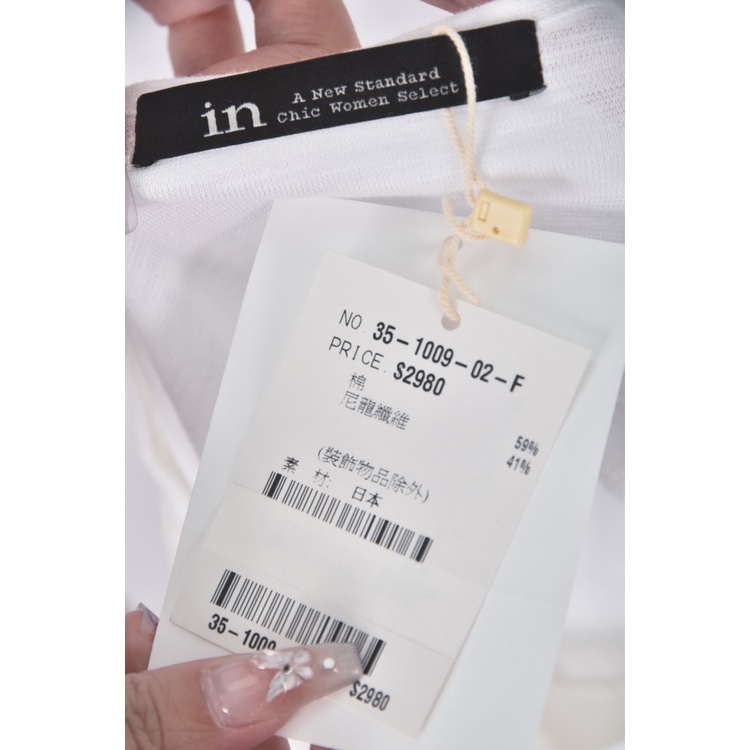 in
A New Standard
Chic Women Select
NO. 35-1009-02-F
PRICE. $2980
棉 59%
尼龍纖維 41%
(裝飾物品除外)
素 材: 日本
35-1009
$2980